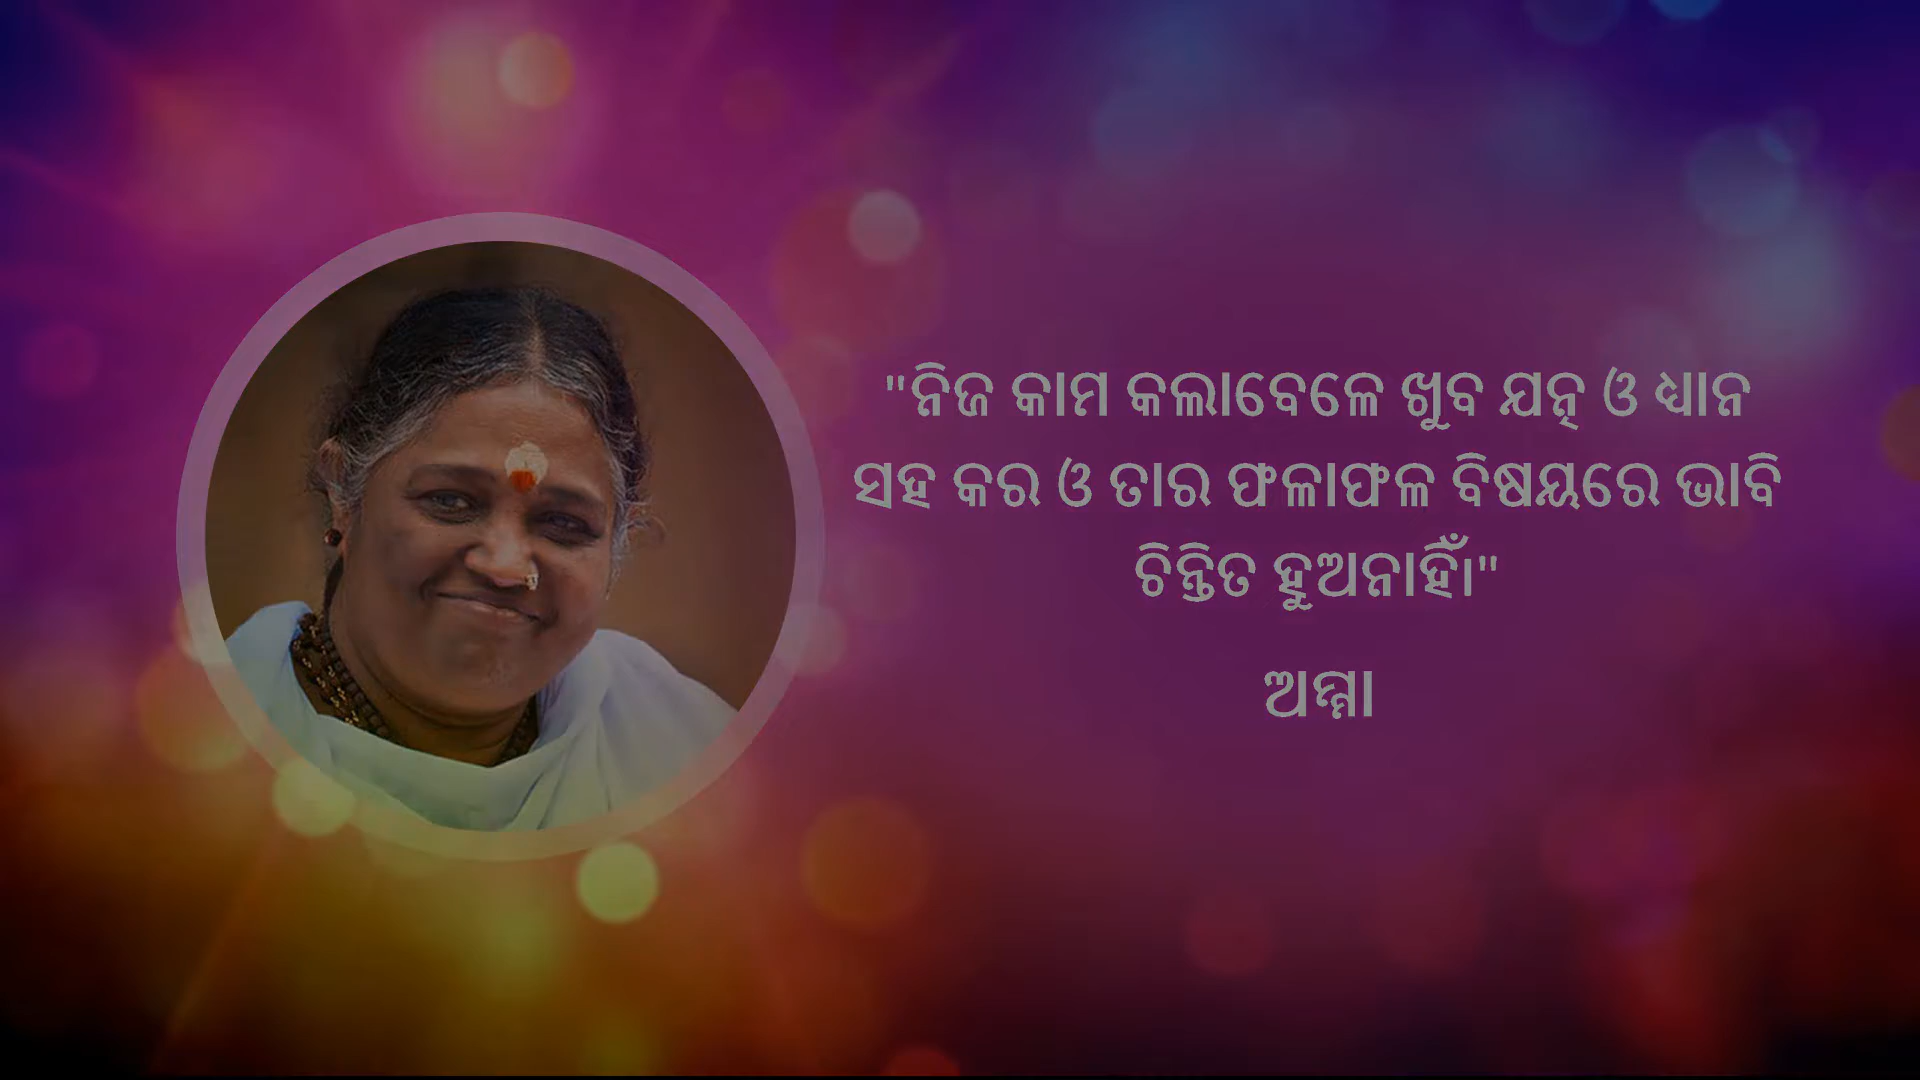 "ନିଜ କାମ କଲାବେଳେ ଖୁବ ଯତ୍ନ ଓ ଧ୍ୟାନ
ସହ କର ଓ ତାର ଫଳାଫଳ ବିଷୟରେ ଭାବି
ଚିନ୍ତିତ ହୁଅନାହିଁ।"
ଅମ୍ମା